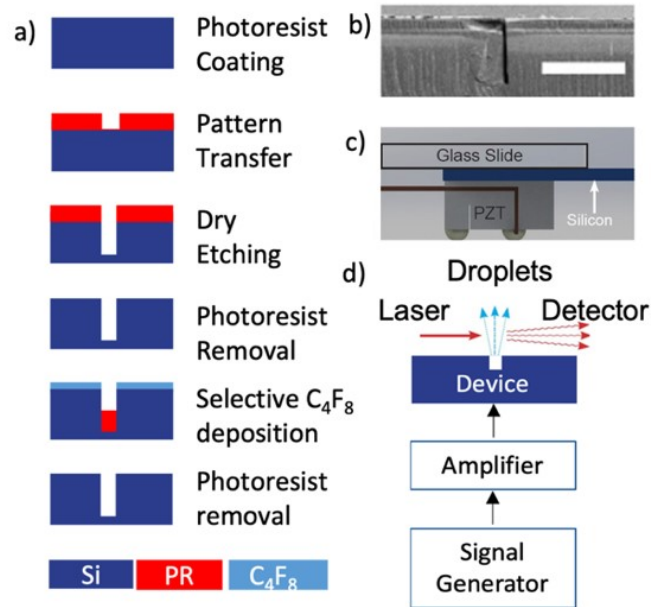 a)
Photoresist
Coating
Pattern
Transfer
Dry
Etching
Photoresist
Removal
Selective C₄F₈
deposition
Photoresist
removal
Si
PR
C₄F₈
b)
c)
Glass Slide
PZT
Silicon
d)
Droplets
Laser
Detector
Device
Amplifier
Signal
Generator